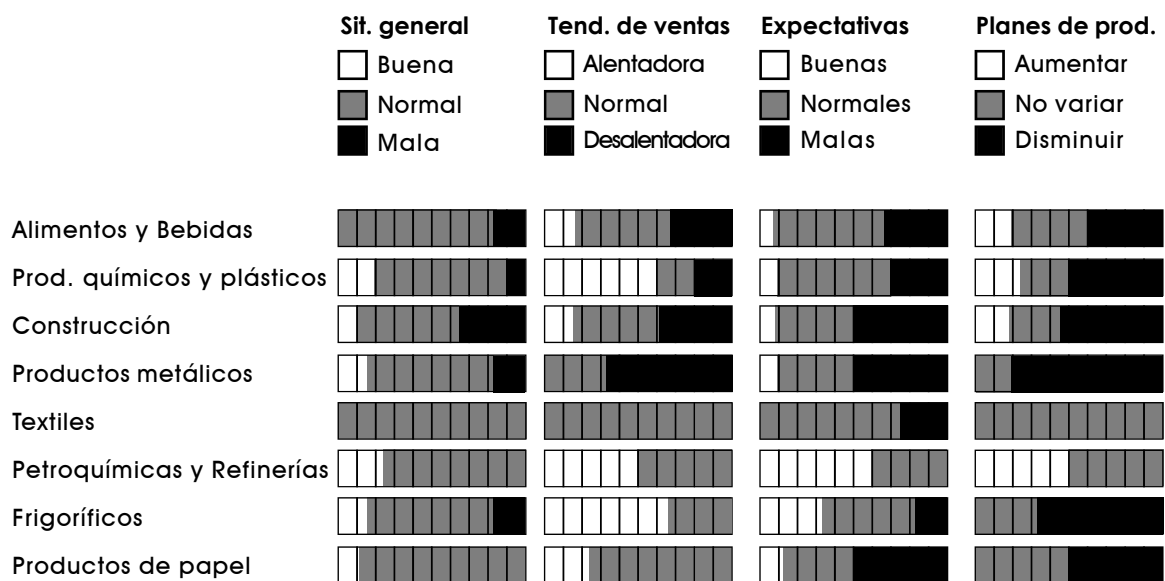 Sit. general Tend. de ventas Expectativas Planes de prod.
Buena Alentadora Buenas Aumentar
Normal Normal Normales No variar
Mala Desalentadora Malas Disminuir
Alimentos y Bebidas
Prod. químicos y plásticos
Construcción
Productos metálicos
Textiles
Petroquímicas y Refinerías
Frigoríficos
Productos de papel